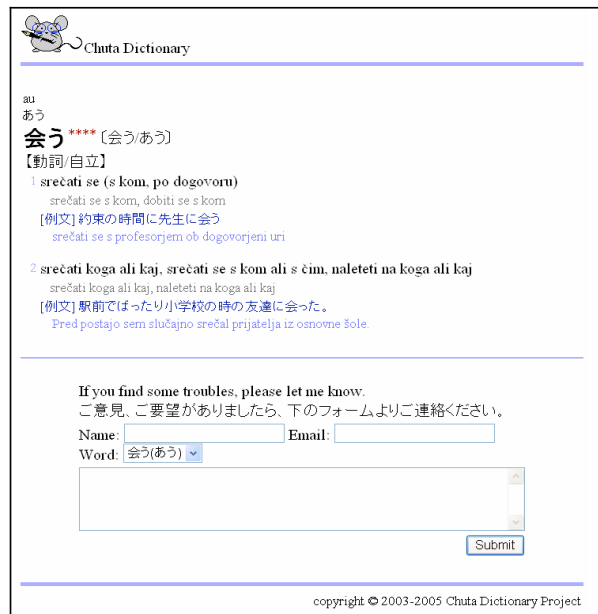 Chuta Dictionary
au
あう
会う**** 〔会う/あう〕
【動詞/自立】
1 srečati se (s kom, po dogovoru)
srečati se s kom, dobiti se s kom
[例文] 約束の時間に先生に会う
srečati se s profesorjem ob dogovorjeni uri
2 srečati koga ali kaj, srečati se s kom ali s čim, naleteti na koga ali kaj
srečati koga ali kaj, naleteti na koga ali kaj
[例文] 駅前でばったり小学校の時の友達に会った。
Pred postajo sem slučajno srečal prijatelja iz osnovne šole.
If you find some troubles, please let me know.
ご意見、ご要望がありましたら、下のフォームよりご連絡ください。
Name: Email:
Word: 会う(あう)
Submit
copyright © 2003-2005 Chuta Dictionary Project